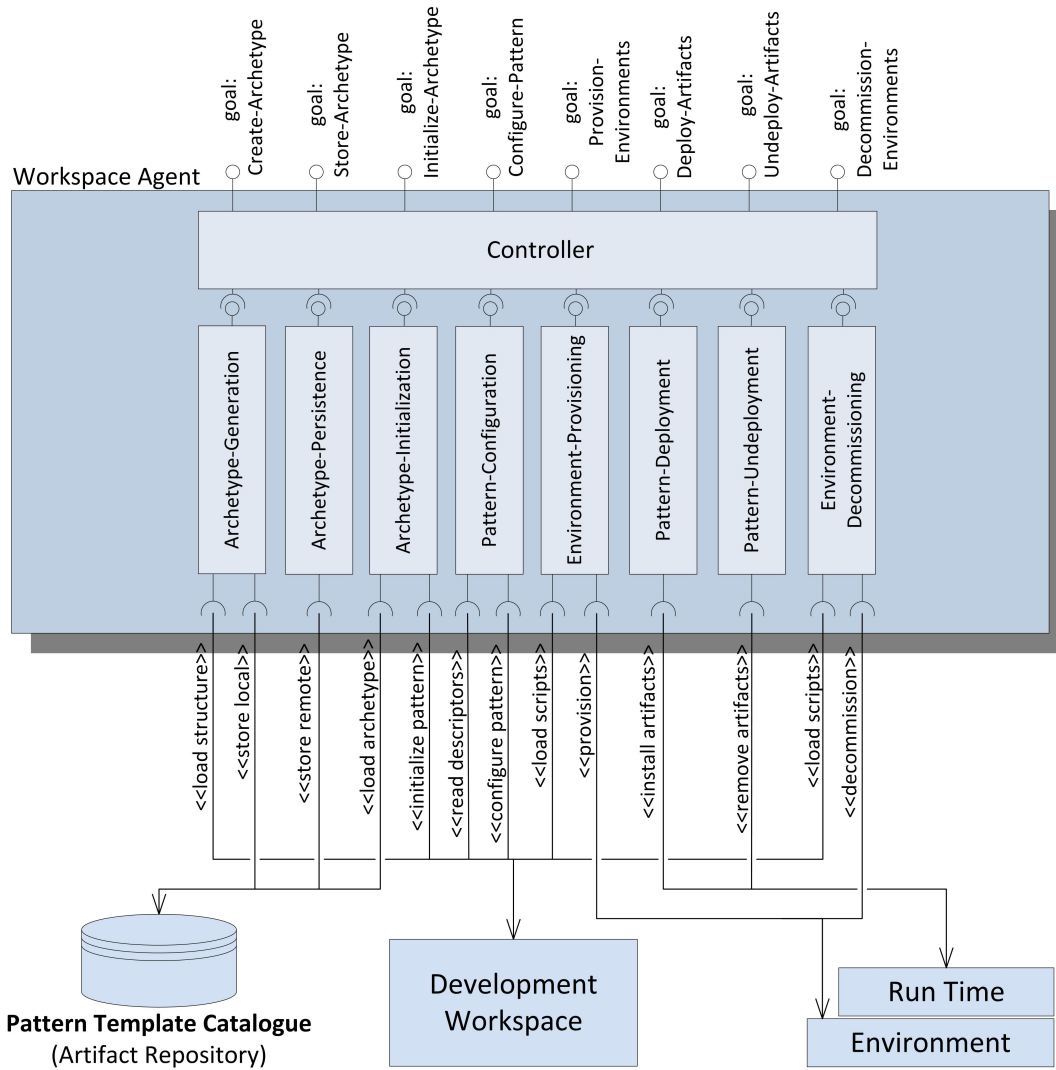 goal:
Create-Archetype
goal:
Store-Archetype
goal:
Initialize-Archetype
goal:
Configure-Pattern
goal:
Provision-
Environments
goal:
Deploy-Artifacts
goal:
Undeploy-Artifacts
goal:
Decommission-
Environments
Workspace Agent
Controller
Archetype-Generation
Archetype-Persistence
Archetype-Initialization
Pattern-Configuration
Environment-Provisioning
Pattern-Deployment
Pattern-Undeployment
Environment-
Decommissioning
<<load structure>>
<<store local>>
<<store remote>>
<<load archetype>>
<<initialize pattern>>
<<read descriptors>>
<<configure pattern>>
<<load scripts>>
<<provision>>
<<install artifacts>>
<<remove artifacts>>
<<load scripts>>
<<decommission>>
Pattern Template Catalogue
(Artifact Repository)
Development
Workspace
Run Time
Environment